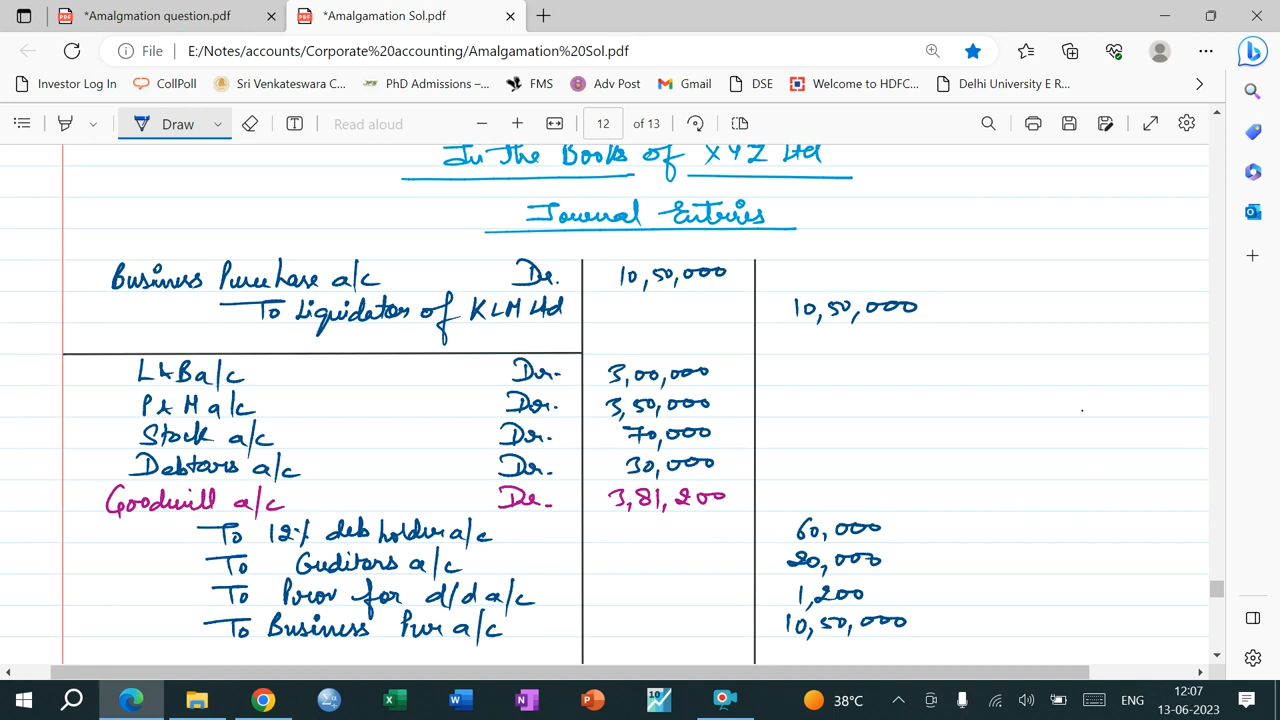 *Amalgamation question.pdf
*Amalgamation Sol.pdf
File E:/Notes/accounts/Corporate%20accounting/Amalgamation%20Sol.pdf
Investor Log In CollPoll Sri Venkateswara C... PhD Admissions –... FMS Adv Post Gmail DSE Welcome to HDFC... Delhi University E R...
Draw Read aloud 12 of 13
In the Books of XYZ Ltd
Journal Entries
Business Purchase a/c Dr. 10,50,000
To Liquidators of KLM Ltd 10,50,000
L & B a/c Dr. 3,00,000
P & M a/c Dr. 3,50,000
Stock a/c Dr. 70,000
Debtors a/c Dr. 30,000
Goodwill a/c Dr. 3,81,200
To 12% deb holder a/c 60,000
To Creditors a/c 20,000
To Prov for d/d a/c 1,200
To Business Pur a/c 10,50,000
38°C ENG 12:07
13-06-2023